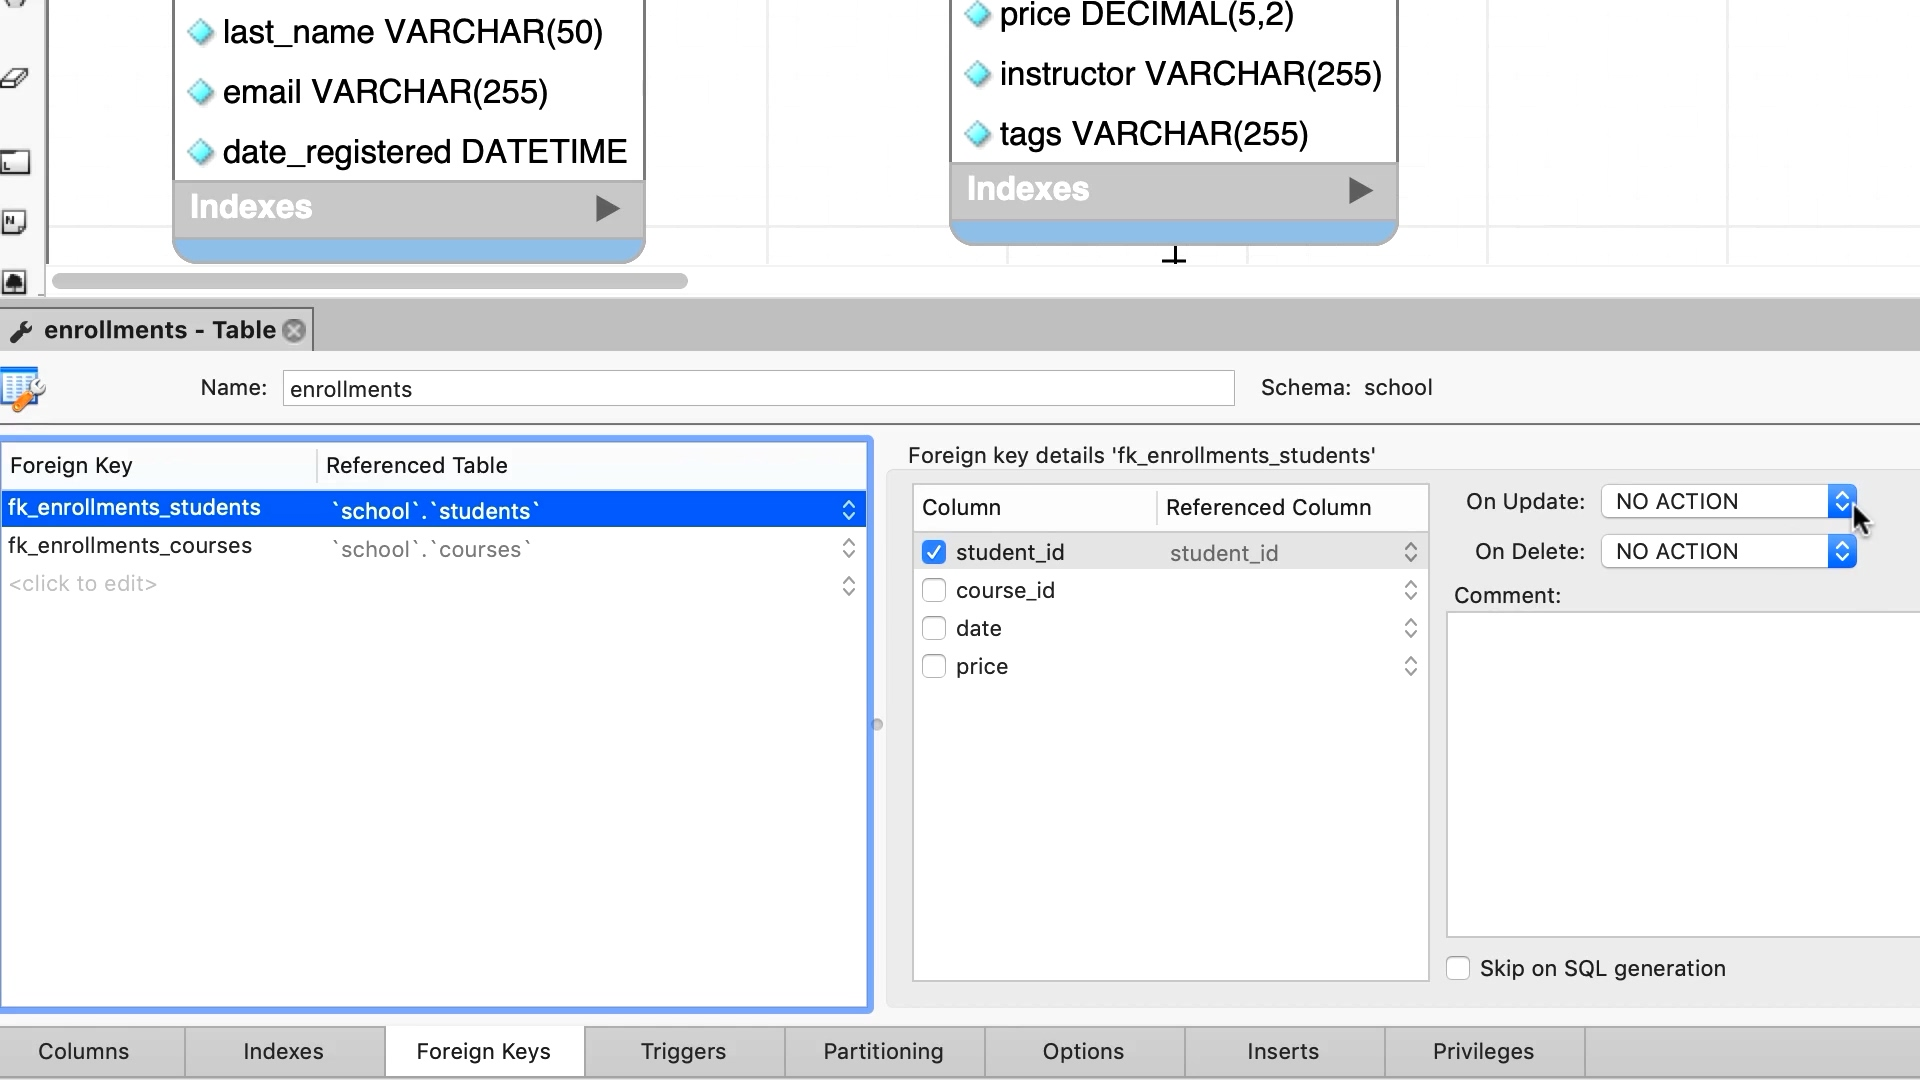 last_name VARCHAR(50)
email VARCHAR(255)
date_registered DATETIME
Indexes
price DECIMAL(5,2)
instructor VARCHAR(255)
tags VARCHAR(255)
Indexes
enrollments - Table
Name: enrollments
Schema: school
Foreign Key Referenced Table
fk_enrollments_students `school`.`students`
fk_enrollments_courses `school`.`courses`
<click to edit>
Foreign key details 'fk_enrollments_students'
Column Referenced Column
student_id student_id
course_id
date
price
On Update: NO ACTION
On Delete: NO ACTION
Comment:
Skip on SQL generation
Columns Indexes Foreign Keys Triggers Partitioning Options Inserts Privileges